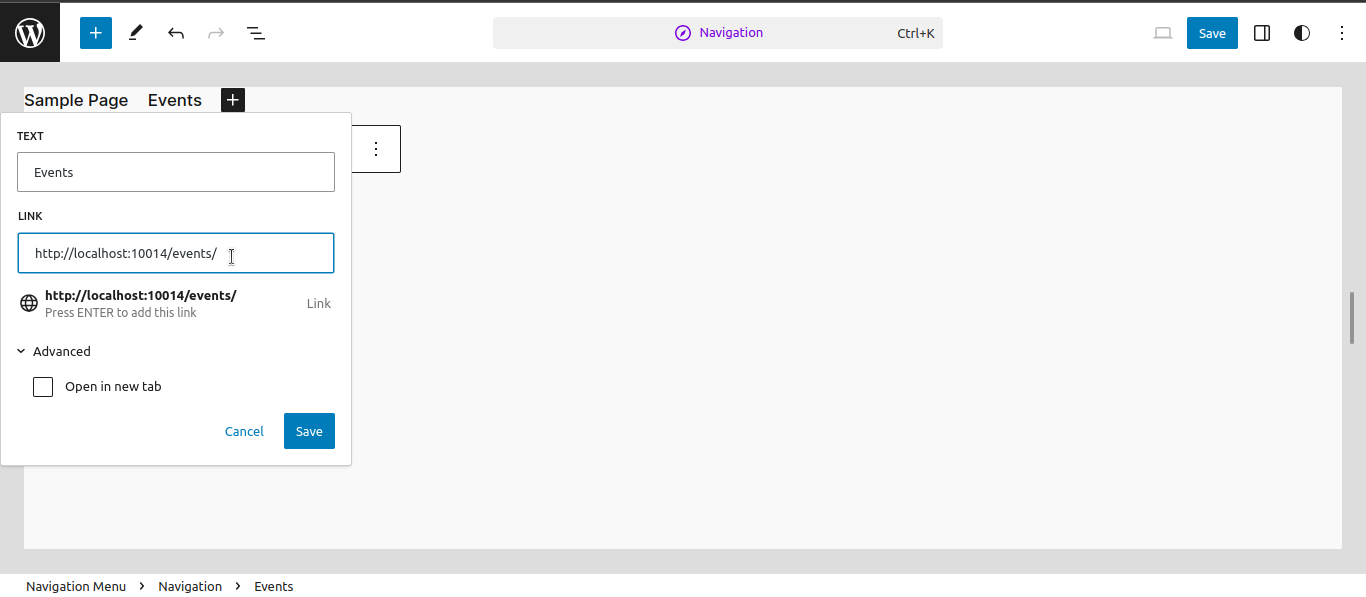 Navigation Ctrl+K Save
Sample Page Events
TEXT
Events
LINK
http://localhost:10014/events/
http://localhost:10014/events/
Press ENTER to add this link Link
Advanced
Open in new tab
Cancel Save
Navigation Menu > Navigation > Events